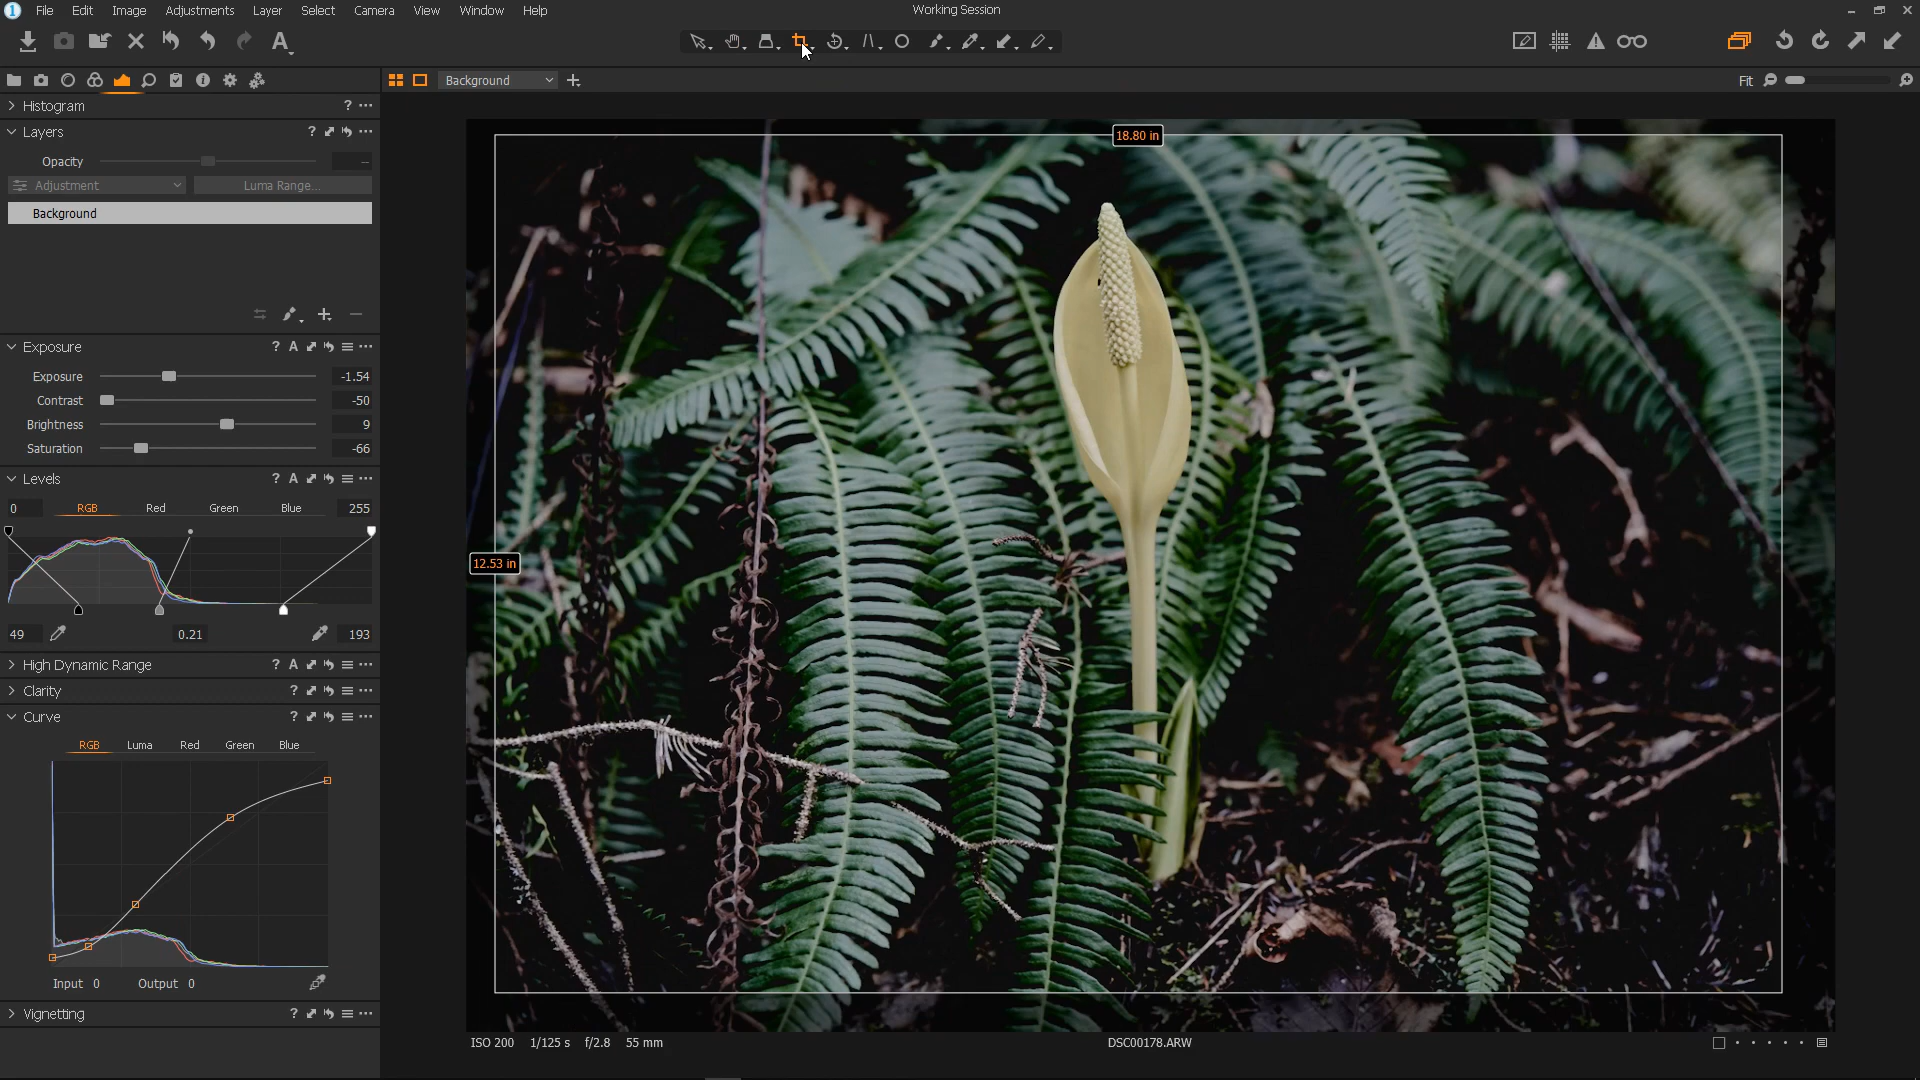 1 File Edit Image Adjustments Layer Select Camera View Window Help
Working Session
A
Background
Fit
Histogram ? ...
Layers ? ...
Opacity --
Adjustment Luma Range...
Background
18.80 in
12.53 in
Exposure ? A ...
Exposure -1.54
Contrast -50
Brightness 9
Saturation -66
Levels ? A ...
0 RGB Red Green Blue 255
49 0.21 193
High Dynamic Range ? A ...
Clarity ? ...
Curve ? ...
RGB Luma Red Green Blue
Input 0 Output 0
Vignetting ? ...
ISO 200 1/125 s f/2.8 55 mm
DSC00178.ARW